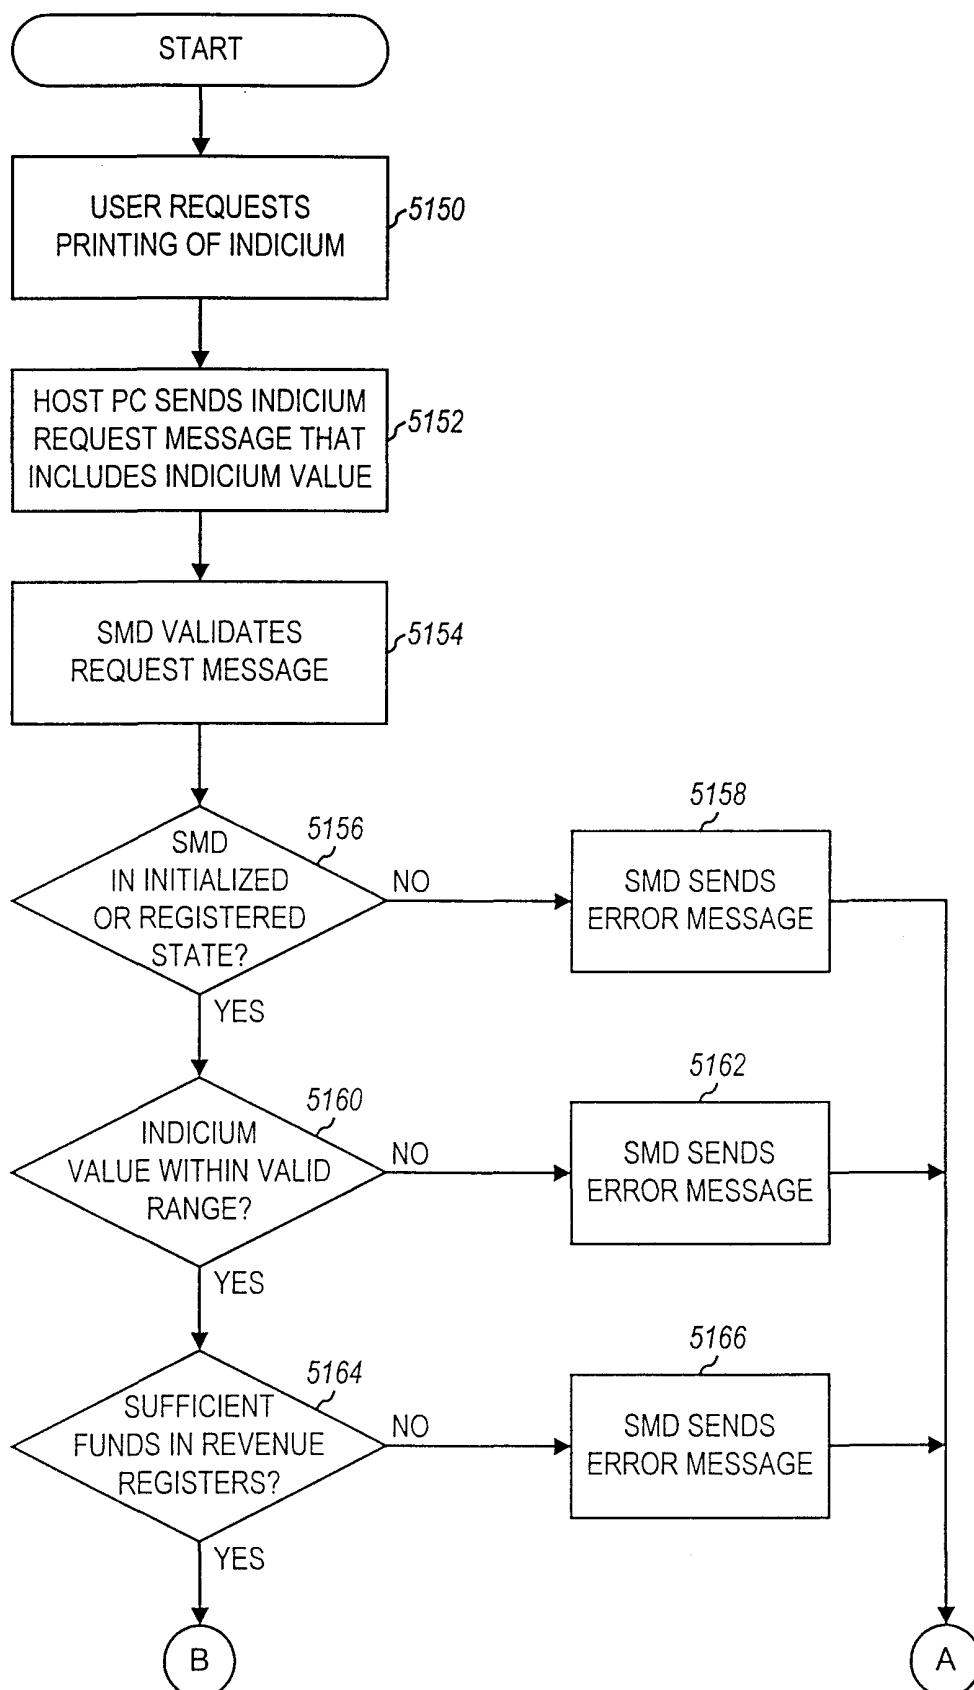 START
USER REQUESTS
PRINTING OF INDICIUM
5150
HOST PC SENDS INDICIUM
REQUEST MESSAGE THAT
INCLUDES INDICIUM VALUE
5152
SMD VALIDATES
REQUEST MESSAGE
5154
SMD
IN INITIALIZED
OR REGISTERED
STATE?
5156
NO
5158
SMD SENDS
ERROR MESSAGE
YES
INDICIUM
VALUE WITHIN VALID
RANGE?
5160
NO
5162
SMD SENDS
ERROR MESSAGE
YES
SUFFICIENT
FUNDS IN REVENUE
REGISTERS?
5164
NO
5166
SMD SENDS
ERROR MESSAGE
YES
B
A